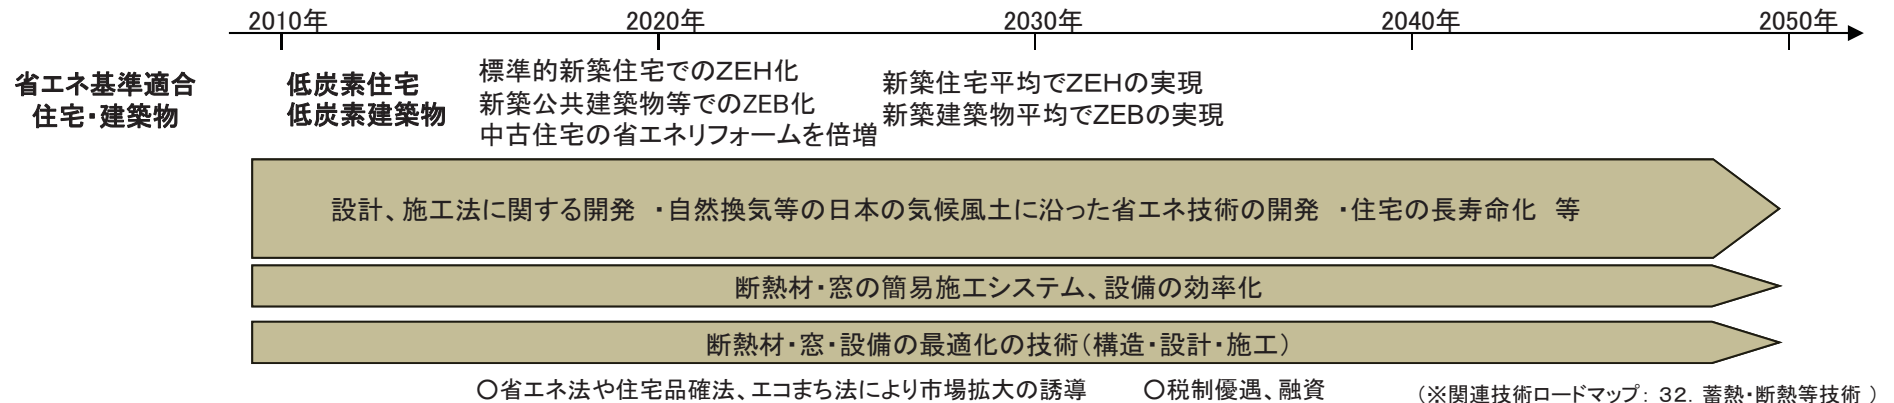 2010年 2020年 2030年 2040年 2050年
省エネ基準適合
住宅・建築物
低炭素住宅
低炭素建築物
標準的新築住宅でのZEH化
新築公共建築物等でのZEB化
中古住宅の省エネリフォームを倍増
新築住宅平均でZEHの実現
新築建築物平均でZEBの実現
設計、施工法に関する開発 ・自然換気等の日本の気候風土に沿った省エネ技術の開発 ・住宅の長寿命化 等
断熱材・窓の簡易施工システム、設備の効率化
断熱材・窓・設備の最適化の技術(構造・設計・施工)
○省エネ法や住宅品確法、エコまち法により市場拡大の誘導 ○税制優遇、融資 (※関連技術ロードマップ: 32. 蓄熱・断熱等技術 )